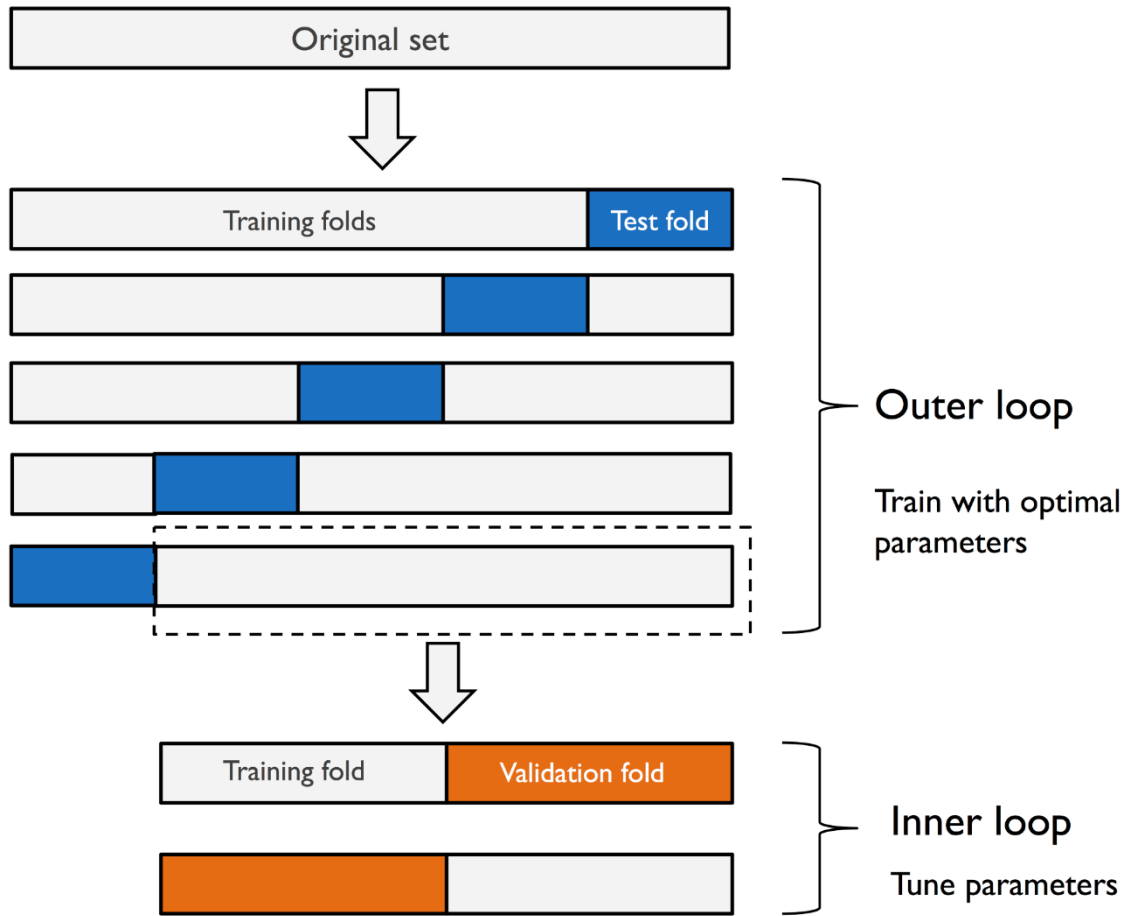 Original set
Training folds
Test fold
Outer loop
Train with optimal
parameters
Training fold
Validation fold
Inner loop
Tune parameters